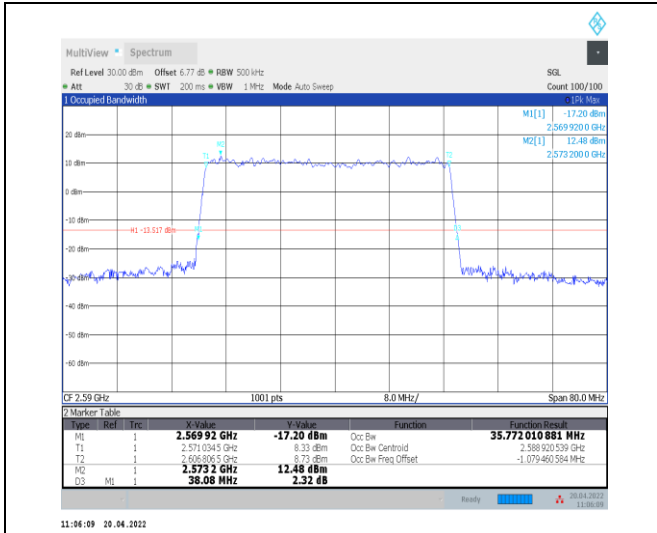 MultiView Spectrum
Ref Level 30.00 dBm Offset 6.77 dB RBW 500 kHz SGL
Att 30 dB SWT 200 ms VBW 1 MHz Mode Auto Sweep Count 100/100
1 Occupied Bandwidth 1Pk Max
M1[1] -17.20 dBm
2.569 920 0 GHz
M2[1] 12.48 dBm
2.573 200 0 GHz
20 dBm
M2
T1 T2
10 dBm
0 dBm
-10 dBm
H1 -13.517 dBm
-20 dBm
-30 dBm
-40 dBm
-50 dBm
-60 dBm
CF 2.59 GHz 1001 pts 8.0 MHz/ Span 80.0 MHz
2 Marker Table
Type Ref Trc X-Value Y-Value Function Function Result
M1 1 2.569 92 GHz -17.20 dBm Occ Bw 35.772 010 881 MHz
T1 1 2.571 034 5 GHz 8.33 dBm Occ Bw Centroid 2.588 920 539 GHz
T2 1 2.606 806 5 GHz 8.73 dBm Occ Bw Freq Offset -1.079 460 584 MHz
M2 1 2.573 2 GHz 12.48 dBm
D3 M1 1 38.08 MHz 2.32 dB
Ready 20.04.2022
11:06:09
11:06:09 20.04.2022